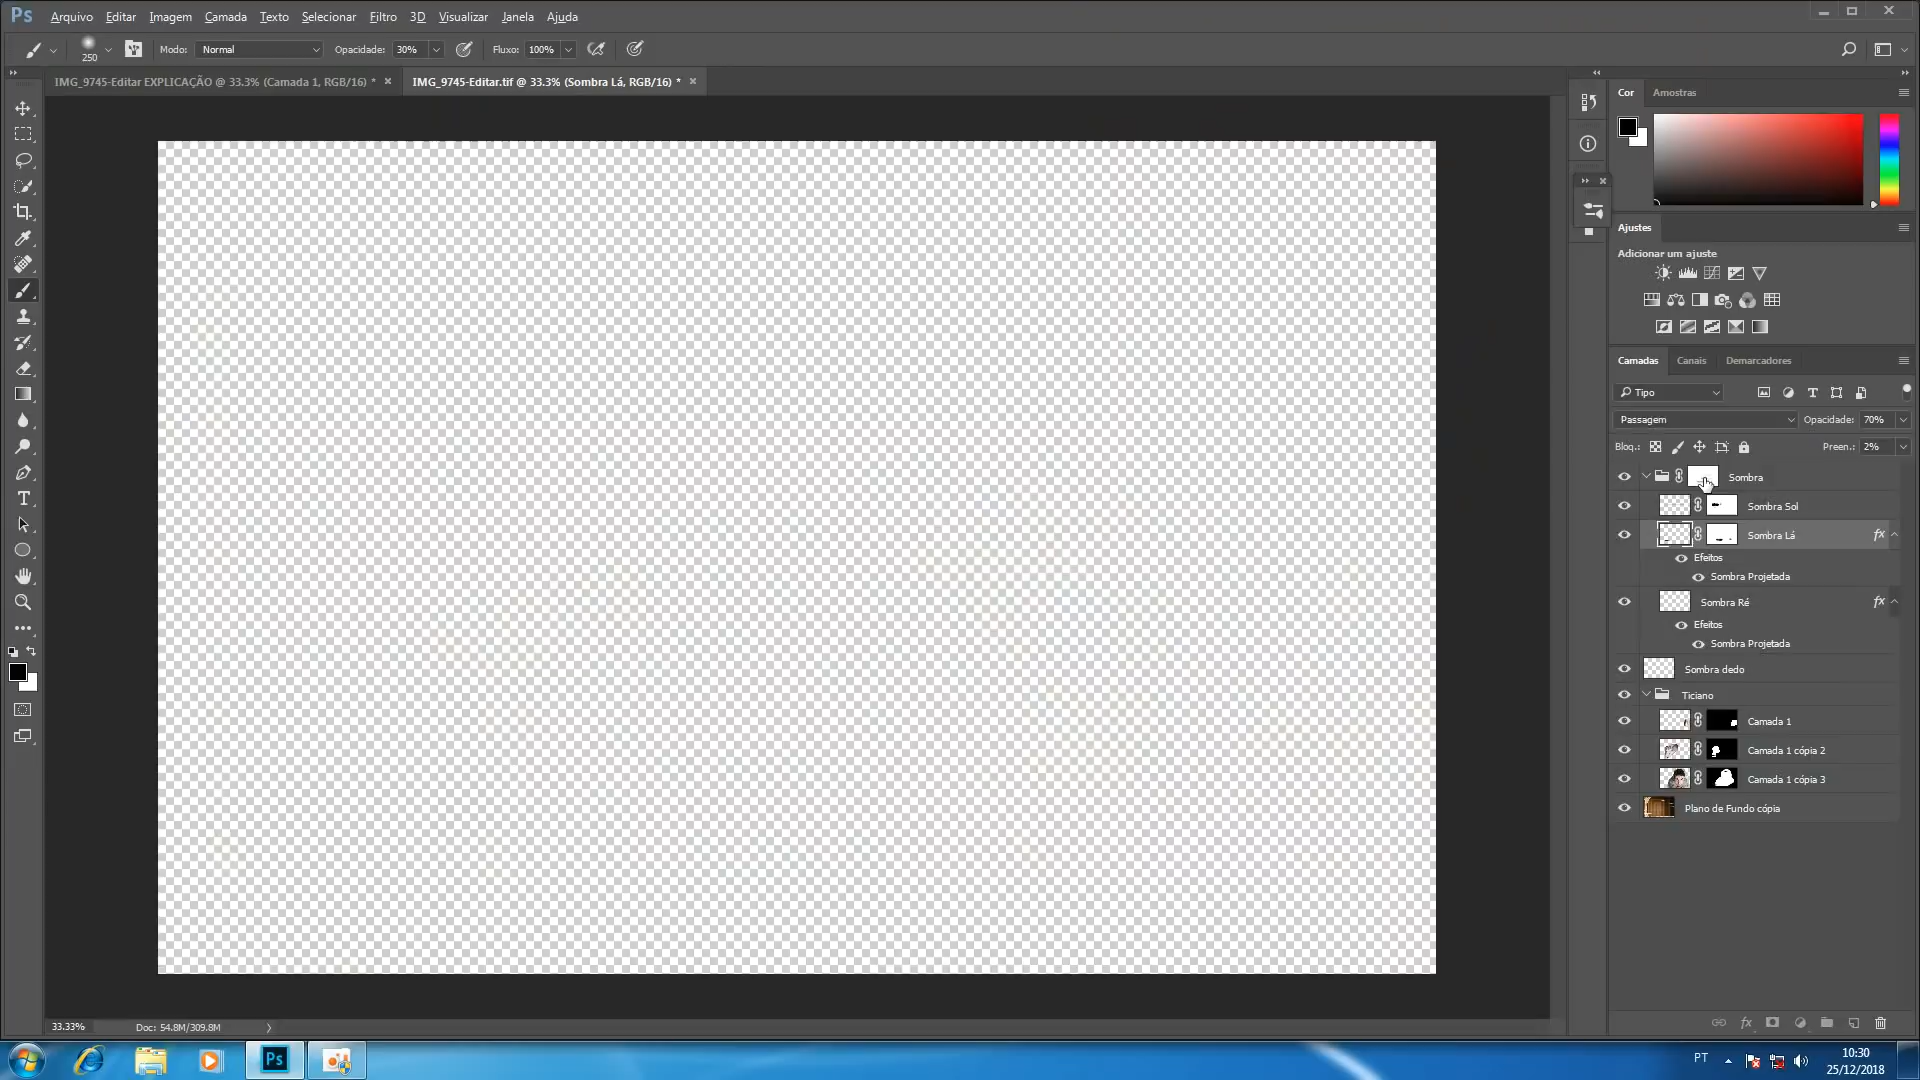 Ps Arquivo Editar Imagem Camada Texto Selecionar Filtro 3D Visualizar Janela Ajuda
250 Modo: Normal Opacidade: 30% Fluxo: 100%
IMG_9745-Editar EXPLICAÇÃO @ 33.3% (Camada 1, RGB/16) * × IMG_9745-Editar.tif @ 33.3% (Sombra Lá, RGB/16) * ×
Cor Amostras
Ajustes
Adicionar um ajuste
Camadas Canais Demarcadores
Tipo
Passagem Opacidade: 70%
Bloq.: Preen.: 2%
Sombra
Sombra Sol
Sombra Lá fx
Efeitos
Sombra Projetada
Sombra Ré fx
Efeitos
Sombra Projetada
Sombra dedo
Ticiano
Camada 1
Camada 1 cópia 2
Camada 1 cópia 3
Plano de Fundo cópia
fx
33.33% Doc: 54.8M/309.8M
Ps
PT
10:30
25/12/2018